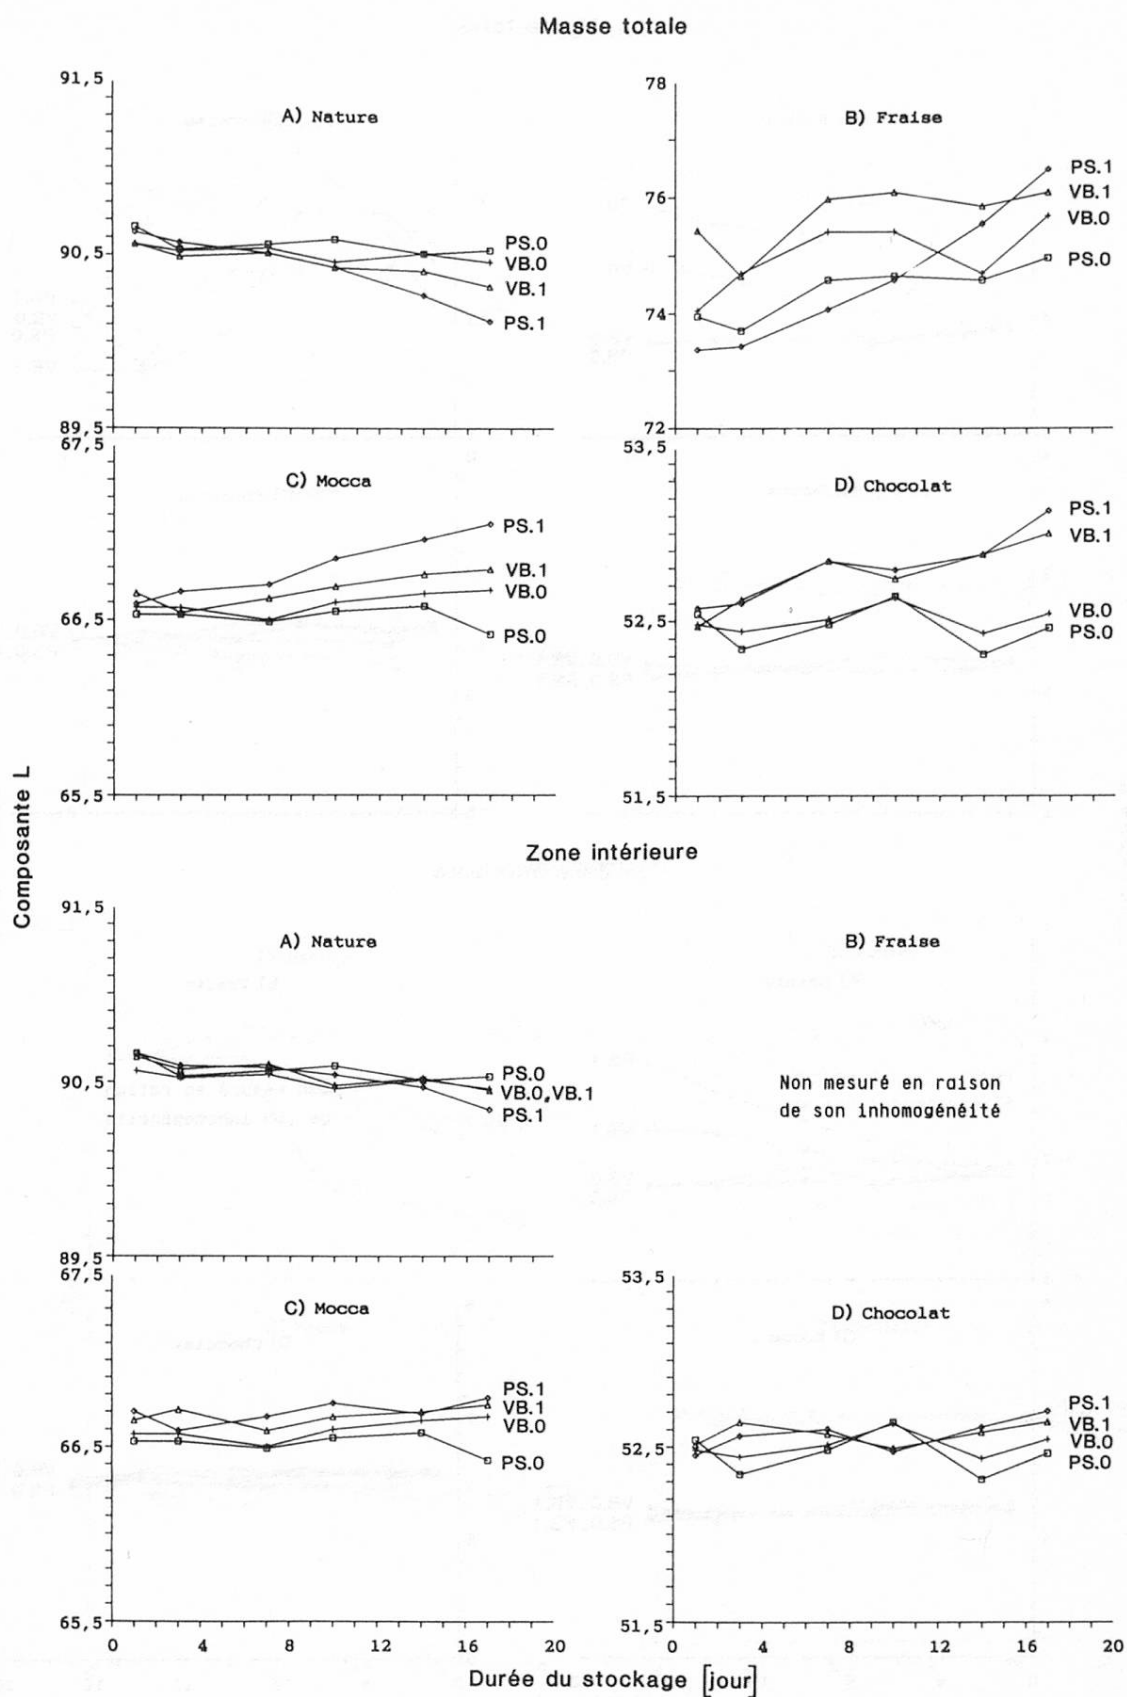 Masse totale
91,5
90,5
89,5
A) Nature
PS.0
VB.0
VB.1
PS.1
78
76
74
72
B) Fraise
PS.1
VB.1
VB.0
PS.0
67,5
66,5
65,5
C) Mocca
PS.1
VB.1
VB.0
PS.0
53,5
52,5
51,5
D) Chocolat
PS.1
VB.1
VB.0
PS.0
Composante L
Zone intérieure
91,5
90,5
89,5
A) Nature
PS.0
VB.0,VB.1
PS.1
B) Fraise
Non mesuré en raison
de son inhomogénéité
67,5
66,5
65,5
C) Mocca
PS.1
VB.1
VB.0
PS.0
0 4 8 12 16 20
53,5
52,5
51,5
D) Chocolat
PS.1
VB.1
VB.0
PS.0
0 4 8 12 16 20
Durée du stockage [jour]